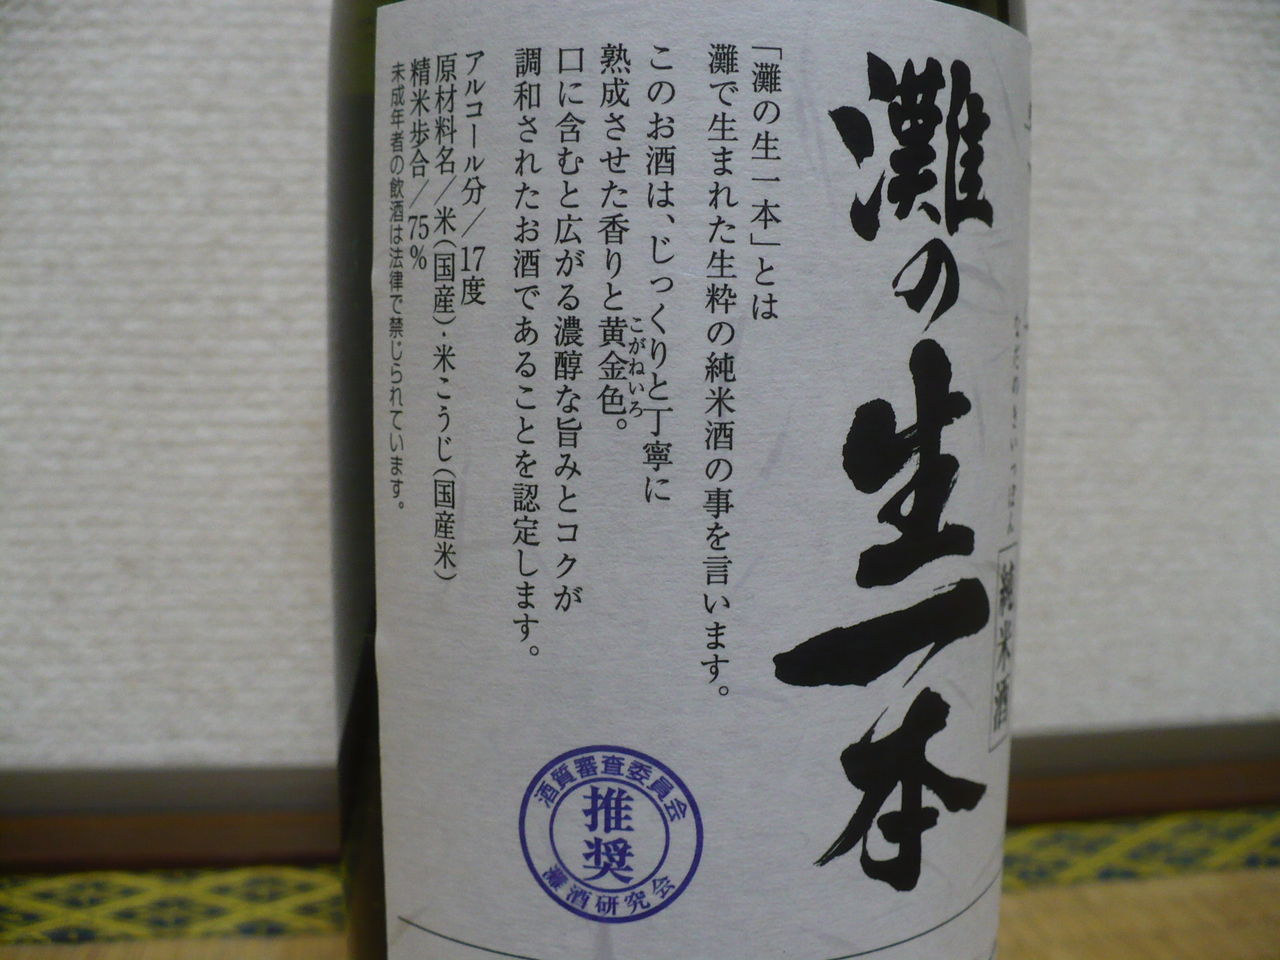 なだのきいっぽん
純米酒
灘の生一本
「灘の生一本」とは
灘で生まれた生粋の純米酒の事を言います。
このお酒は、じっくりと丁寧に
熟成させた香りと黄金色。
こがねいろ
口に含むと広がる濃醇な旨みとコクが
調和されたお酒であることを認定します。
アルコール分／17度
原材料名／米（国産）・米こうじ（国産米）
精米歩合／75%
未成年者の飲酒は法律で禁じられています。
酒質審査委員会
推奨
灘酒研究会